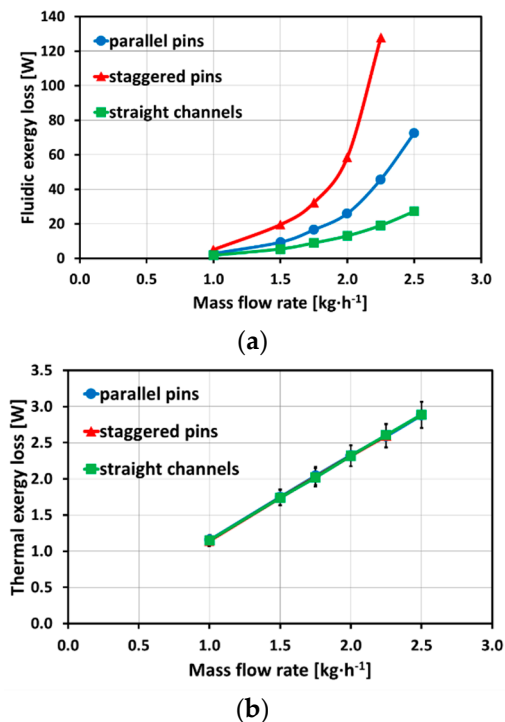 140
120
100
80
60
40
20
0
Fluidic exergy loss [W]
parallel pins
staggered pins
straight channels
0.0 0.5 1.0 1.5 2.0 2.5 3.0
Mass flow rate [kg·h⁻¹]
(a)
3.5
3.0
2.5
2.0
1.5
1.0
0.5
0.0
Thermal exergy loss [W]
parallel pins
staggered pins
straight channels
0.0 0.5 1.0 1.5 2.0 2.5 3.0
Mass flow rate [kg·h⁻¹]
(b)